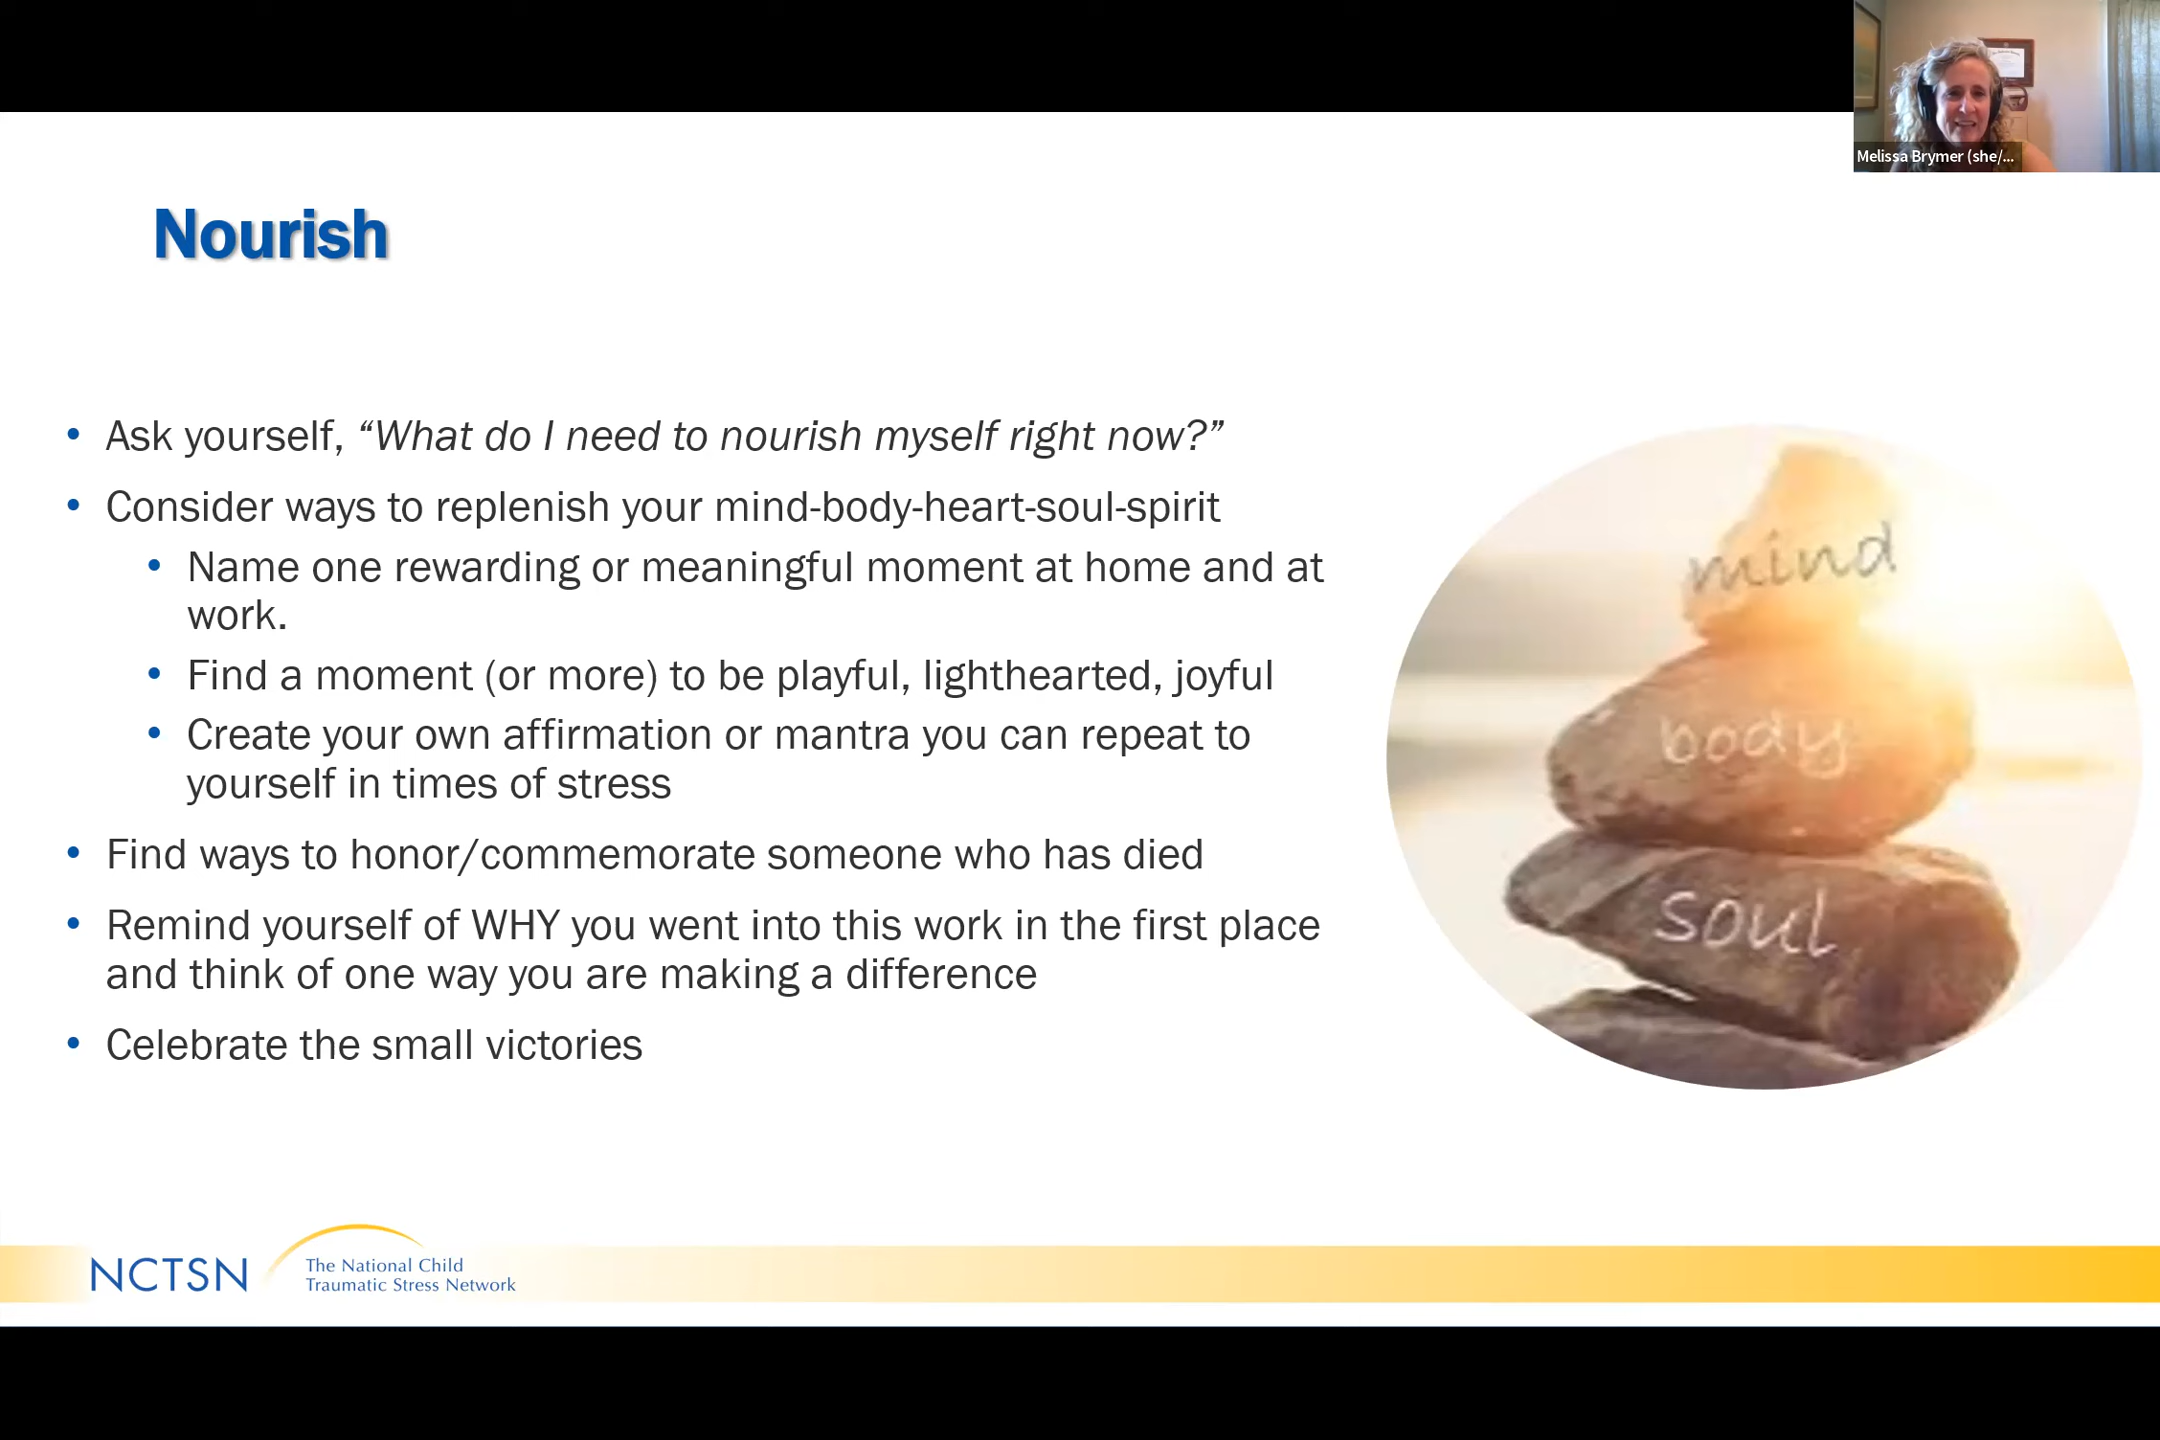 Melissa Brymer (she/...
Nourish
• Ask yourself, “What do I need to nourish myself right now?”
• Consider ways to replenish your mind-body-heart-soul-spirit
• Name one rewarding or meaningful moment at home and at
work.
• Find a moment (or more) to be playful, lighthearted, joyful
• Create your own affirmation or mantra you can repeat to
yourself in times of stress
• Find ways to honor/commemorate someone who has died
• Remind yourself of WHY you went into this work in the first place
and think of one way you are making a difference
• Celebrate the small victories
mind
body
soul
NCTSN
The National Child
Traumatic Stress Network